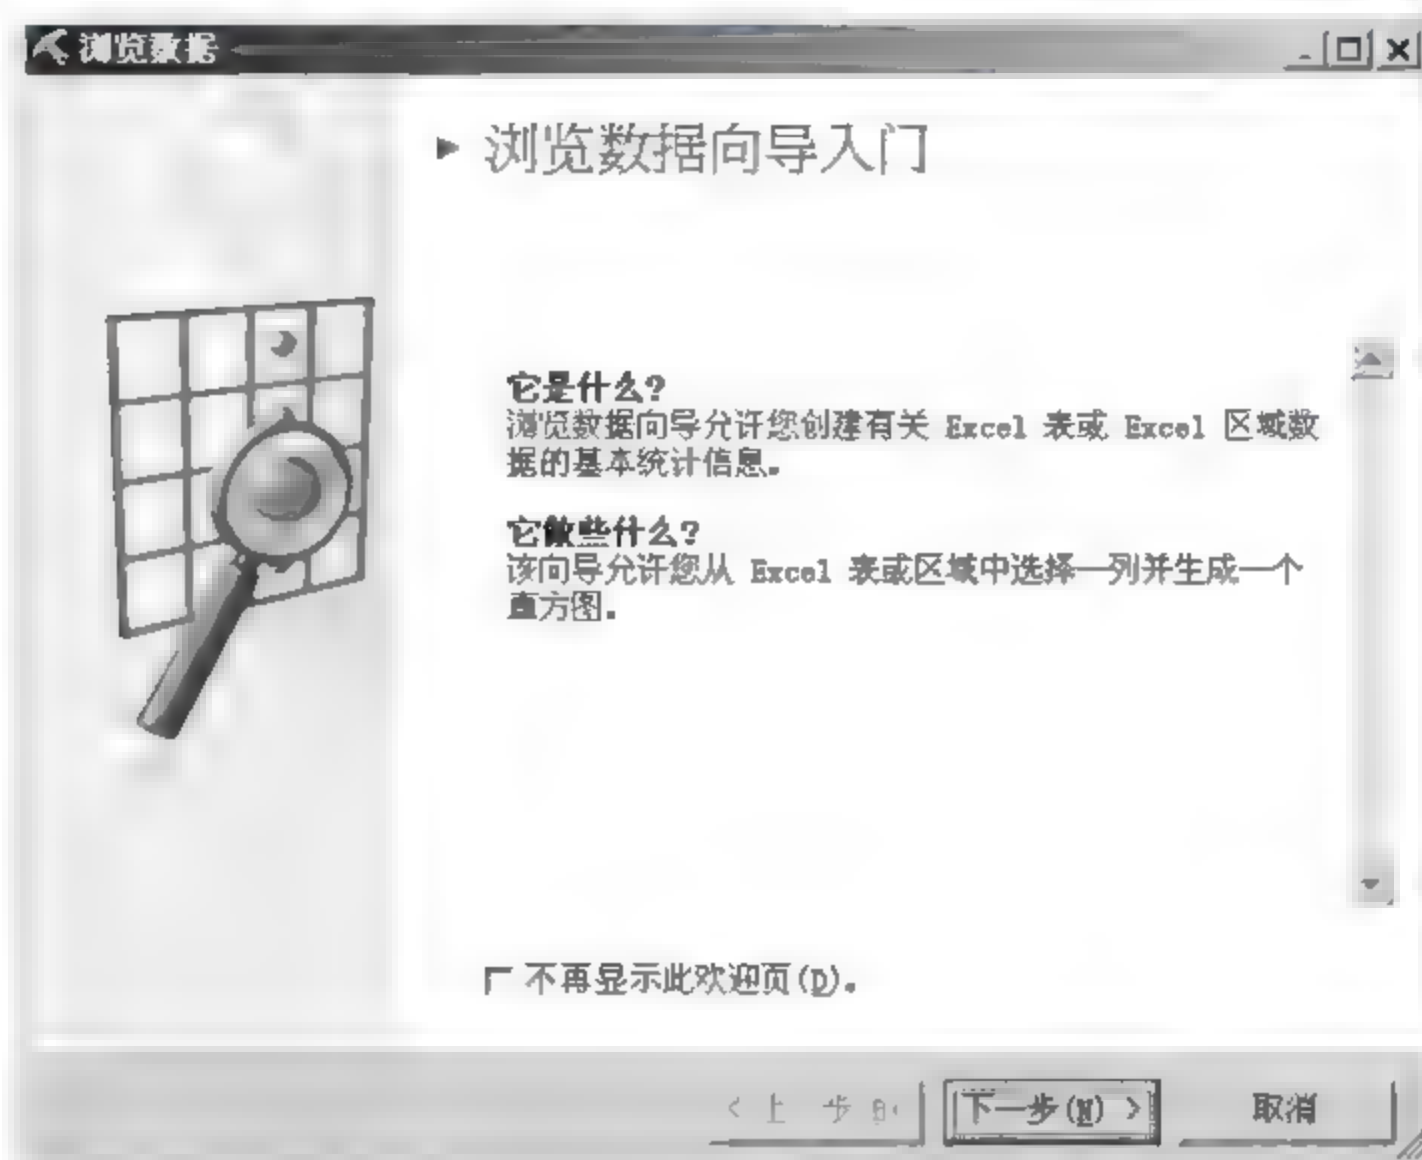 浏览数据
浏览数据向导入门
它是什么?
浏览数据向导允许您创建有关 Excel 表或 Excel 区域数
据的基本统计信息。
它做些什么?
该向导允许您从 Excel 表或区域中选择一列并生成一个
直方图。
不再显示此欢迎页(D)。
< 上 步
下一步(N) >
取消